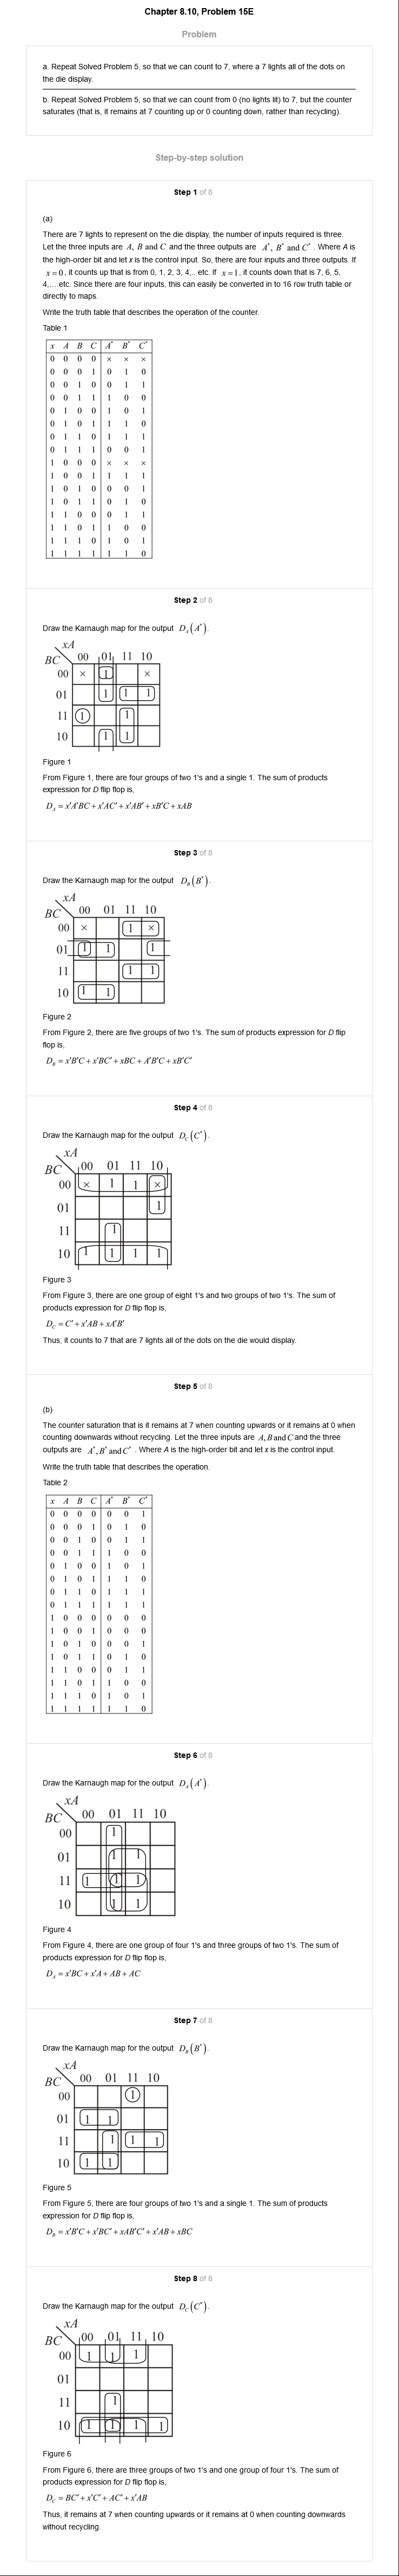 Chapter 8.10, Problem 15E
Problem
a. Repeat Solved Problem 5, so that we can count to 7, where a 7 lights all of the dots on
the die display.
b. Repeat Solved Problem 5, so that we can count from 0 (no lights lit) to 7, but the counter
saturates (that is, it remains at 7 counting up or 0 counting down, rather than recycling).
Step-by-step solution
Step 1 of 8
(a)
There are 7 lights to represent on the die display, the number of inputs required is three.
Let the three inputs are A, B and C and the three outputs are A*, B* and C* . Where A is
the high-order bit and let x is the control input. So, there are four inputs and three outputs. If
x = 0, it counts up that is from 0, 1, 2, 3, 4,.. etc. If x = 1, it counts down that is 7, 6, 5,
4,....etc. Since there are four inputs, this can easily be converted in to 16 row truth table or
directly to maps.
Write the truth table that describes the operation of the counter.
Table 1
x A B C A* B* C*
0 0 0 0 × × ×
0 0 0 1 0 1 0
0 0 1 0 0 1 1
0 0 1 1 1 0 0
0 1 0 0 1 0 1
0 1 0 1 1 1 0
0 1 1 0 1 1 1
0 1 1 1 0 0 1
1 0 0 0 × × ×
1 0 0 1 1 1 1
1 0 1 0 0 0 1
1 0 1 1 0 1 0
1 1 0 0 0 1 1
1 1 0 1 1 0 0
1 1 1 0 1 0 1
1 1 1 1 1 1 0
Step 2 of 8
Draw the Karnaugh map for the output D_A(A*).
xA
BC 00 01 11 10
00 × 1 ×
01 1 1 1
11 1 1
10 1 1
Figure 1
From Figure 1, there are four groups of two 1's and a single 1. The sum of products
expression for D flip flop is,
D_A = x'A'BC + x'AC' + x'AB' + xB'C + xAB
Step 3 of 8
Draw the Karnaugh map for the output D_B(B*).
xA
BC 00 01 11 10
00 × 1 ×
01 1 1 1
11 1 1
10 1 1
Figure 2
From Figure 2, there are five groups of two 1's. The sum of products expression for D flip
flop is,
D_B = x'B'C + x'BC' + xBC + A'B'C + xB'C'
Step 4 of 8
Draw the Karnaugh map for the output D_C(C*).
xA
BC 00 01 11 10
00 × 1 1 ×
01 1
11 1
10 1 1 1 1
Figure 3
From Figure 3, there are one group of eight 1's and two groups of two 1's. The sum of
products expression for D flip flop is,
D_C = C' + x'AB + xA'B'
Thus, it counts to 7 that are 7 lights all of the dots on the die would display.
Step 5 of 8
(b)
The counter saturation that is it remains at 7 when counting upwards or it remains at 0 when
counting downwards without recycling. Let the three inputs are A, B and C and the three
outputs are A*, B* and C* . Where A is the high-order bit and let x is the control input.
Write the truth table that describes the operation.
Table 2
x A B C A* B* C*
0 0 0 0 0 0 1
0 0 0 1 0 1 0
0 0 1 0 0 1 1
0 0 1 1 1 0 0
0 1 0 0 1 0 1
0 1 0 1 1 1 0
0 1 1 0 1 1 1
0 1 1 1 1 1 1
1 0 0 0 0 0 0
1 0 0 1 0 0 0
1 0 1 0 0 0 1
1 0 1 1 0 1 0
1 1 0 0 0 1 1
1 1 0 1 1 0 0
1 1 1 0 1 0 1
1 1 1 1 1 1 0
Step 6 of 8
Draw the Karnaugh map for the output D_A(A*).
xA
BC 00 01 11 10
00 1
01 1 1
11 1 1 1
10 1 1
Figure 4
From Figure 4, there are one group of four 1's and three groups of two 1's. The sum of
products expression for D flip flop is,
D_A = x'BC + x'A + AB + AC
Step 7 of 8
Draw the Karnaugh map for the output D_B(B*).
xA
BC 00 01 11 10
00 1
01 1 1
11 1 1 1
10 1 1
Figure 5
From Figure 5, there are four groups of two 1's and a single 1. The sum of products
expression for D flip flop is,
D_B = x'B'C + x'BC' + xAB'C' + x'AB + xBC
Step 8 of 8
Draw the Karnaugh map for the output D_C(C*).
xA
BC 00 01 11 10
00 1 1 1
01
11 1
10 1 1 1 1
Figure 6
From Figure 6, there are three groups of two 1's and one group of four 1's. The sum of
products expression for D flip flop is,
D_C = BC' + x'C' + AC' + x'AB
Thus, it remains at 7 when counting upwards or it remains at 0 when counting downwards
without recycling.